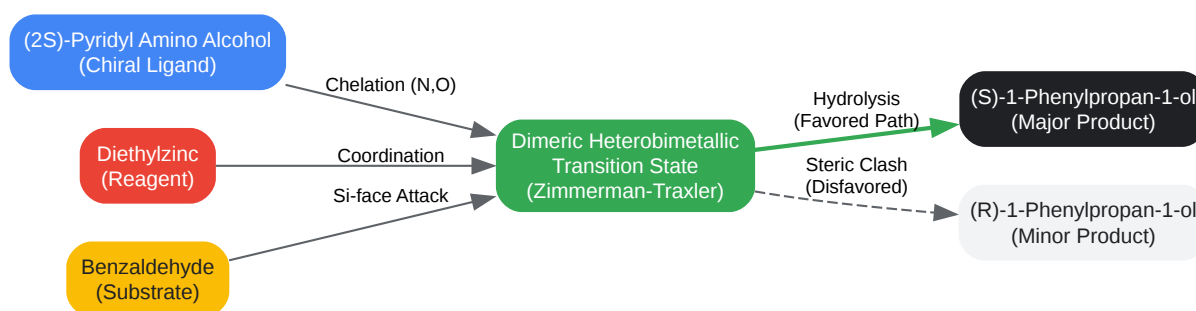 (2S)-Pyridyl Amino Alcohol
(Chiral Ligand)
Chelation (N,O)
Diethylzinc
(Reagent)
Coordination
Si-face Attack
Benzaldehyde
(Substrate)
Dimeric Heterobimetallic
Transition State
(Zimmerman-Traxler)
Hydrolysis
(Favored Path)
Steric Clash
(Disfavored)
(S)-1-Phenylpropan-1-ol
(Major Product)
(R)-1-Phenylpropan-1-ol
(Minor Product)